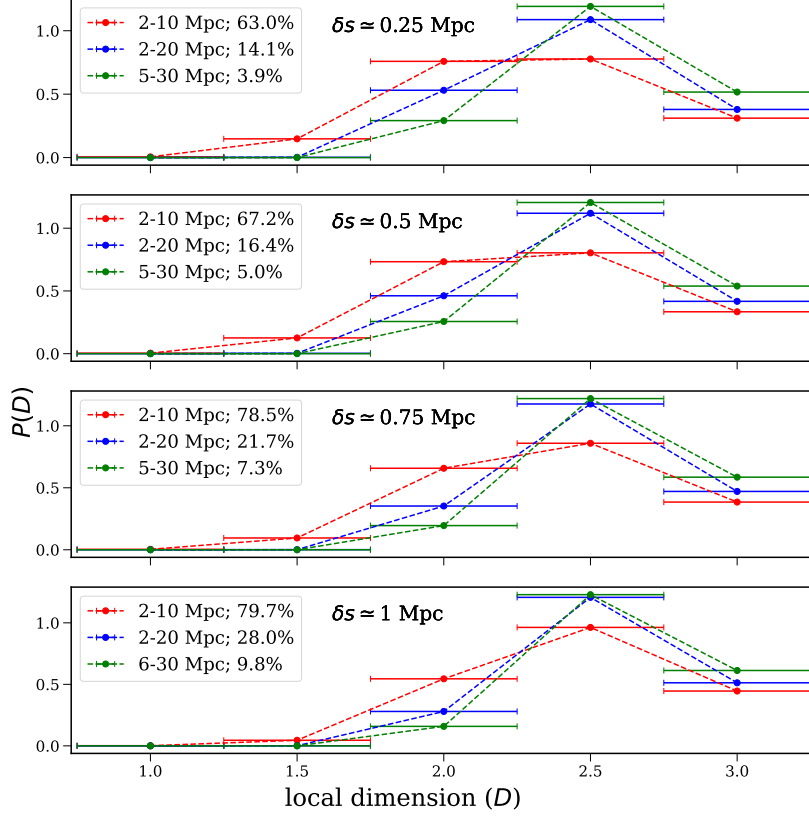 2-10 Mpc; 63.0%
2-20 Mpc; 14.1%
5-30 Mpc; 3.9%
δs ≃ 0.25 Mpc
1.0
0.5
0.0
2-10 Mpc; 67.2%
2-20 Mpc; 16.4%
5-30 Mpc; 5.0%
δs ≃ 0.5 Mpc
1.0
0.5
0.0
P(D)
2-10 Mpc; 78.5%
2-20 Mpc; 21.7%
5-30 Mpc; 7.3%
δs ≃ 0.75 Mpc
1.0
0.5
0.0
2-10 Mpc; 79.7%
2-20 Mpc; 28.0%
6-30 Mpc; 9.8%
δs ≃ 1 Mpc
1.0
0.5
0.0
1.0 1.5 2.0 2.5 3.0
local dimension (D)